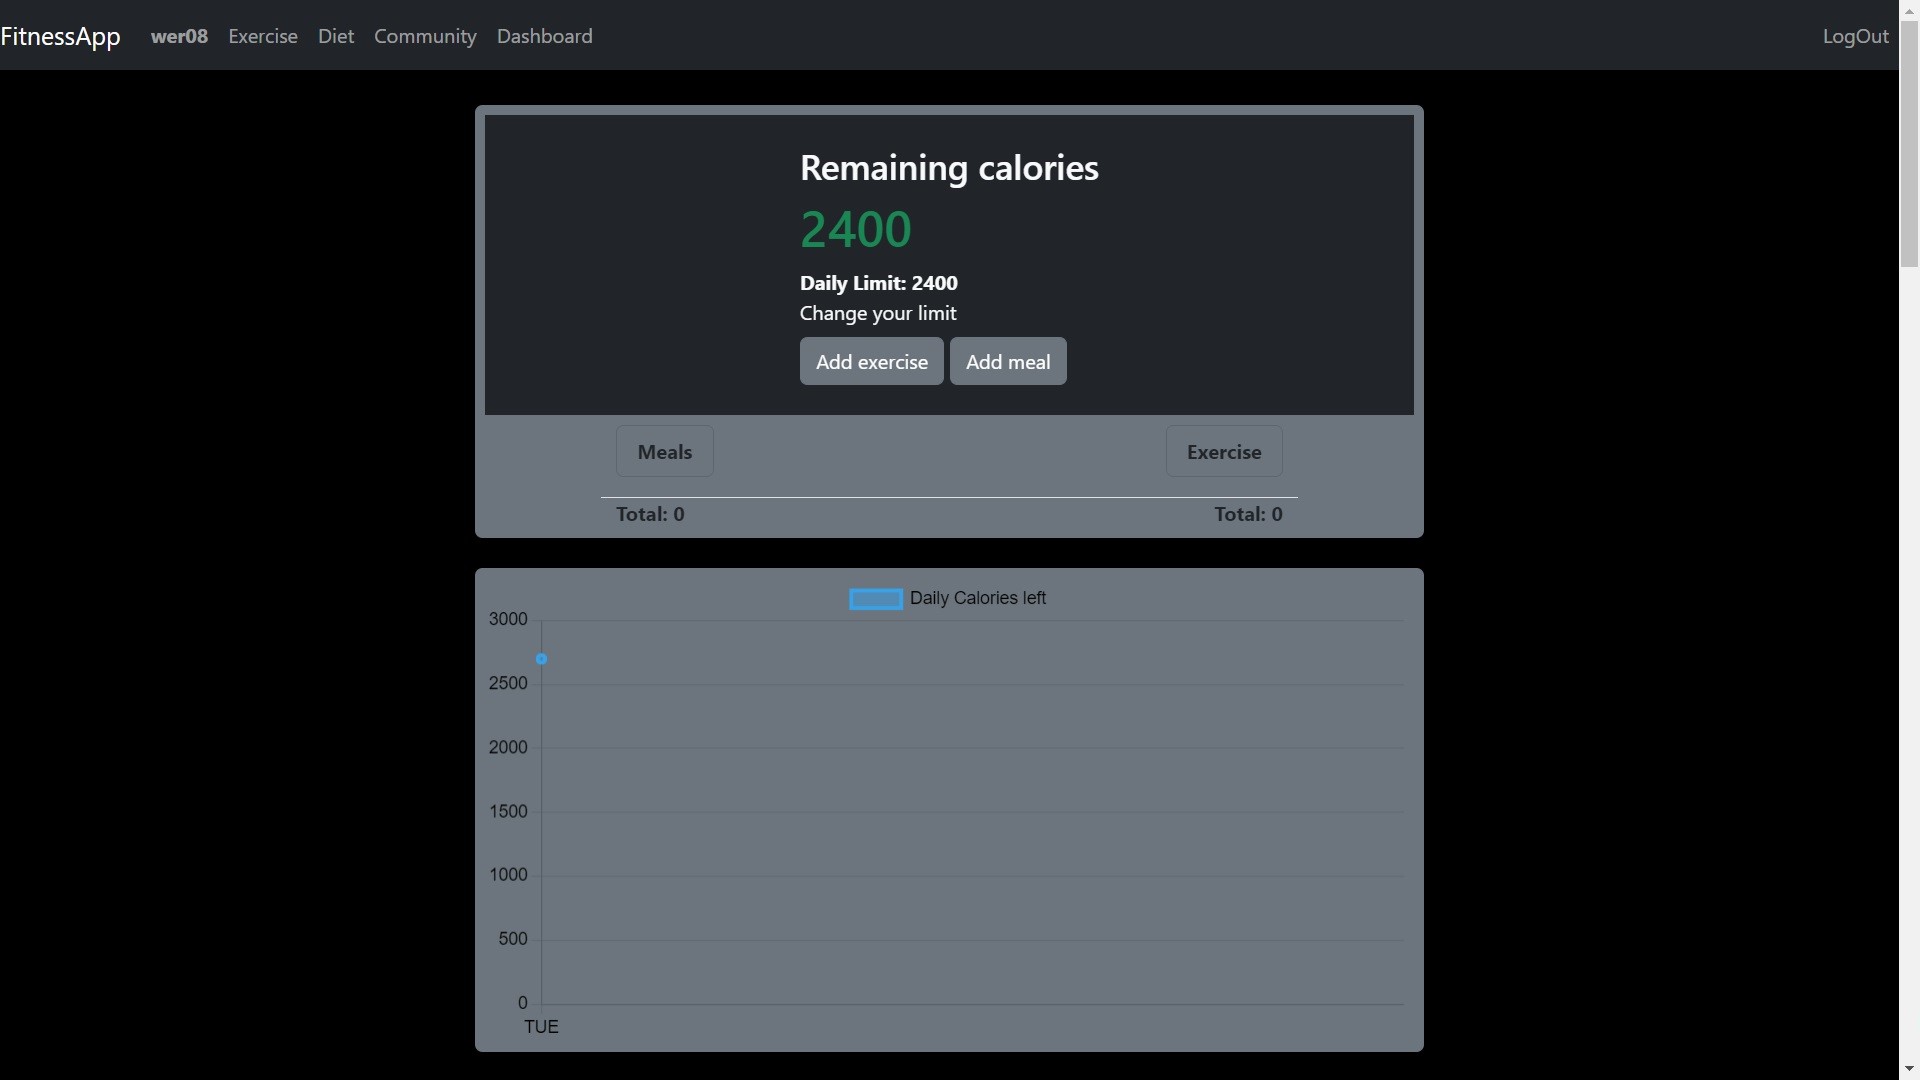 FitnessApp wer08 Exercise Diet Community Dashboard LogOut
Remaining calories
2400
Daily Limit: 2400
Change your limit
Add exercise Add meal
Meals Exercise
Total: 0 Total: 0
Daily Calories left
3000
2500
2000
1500
1000
500
0
TUE